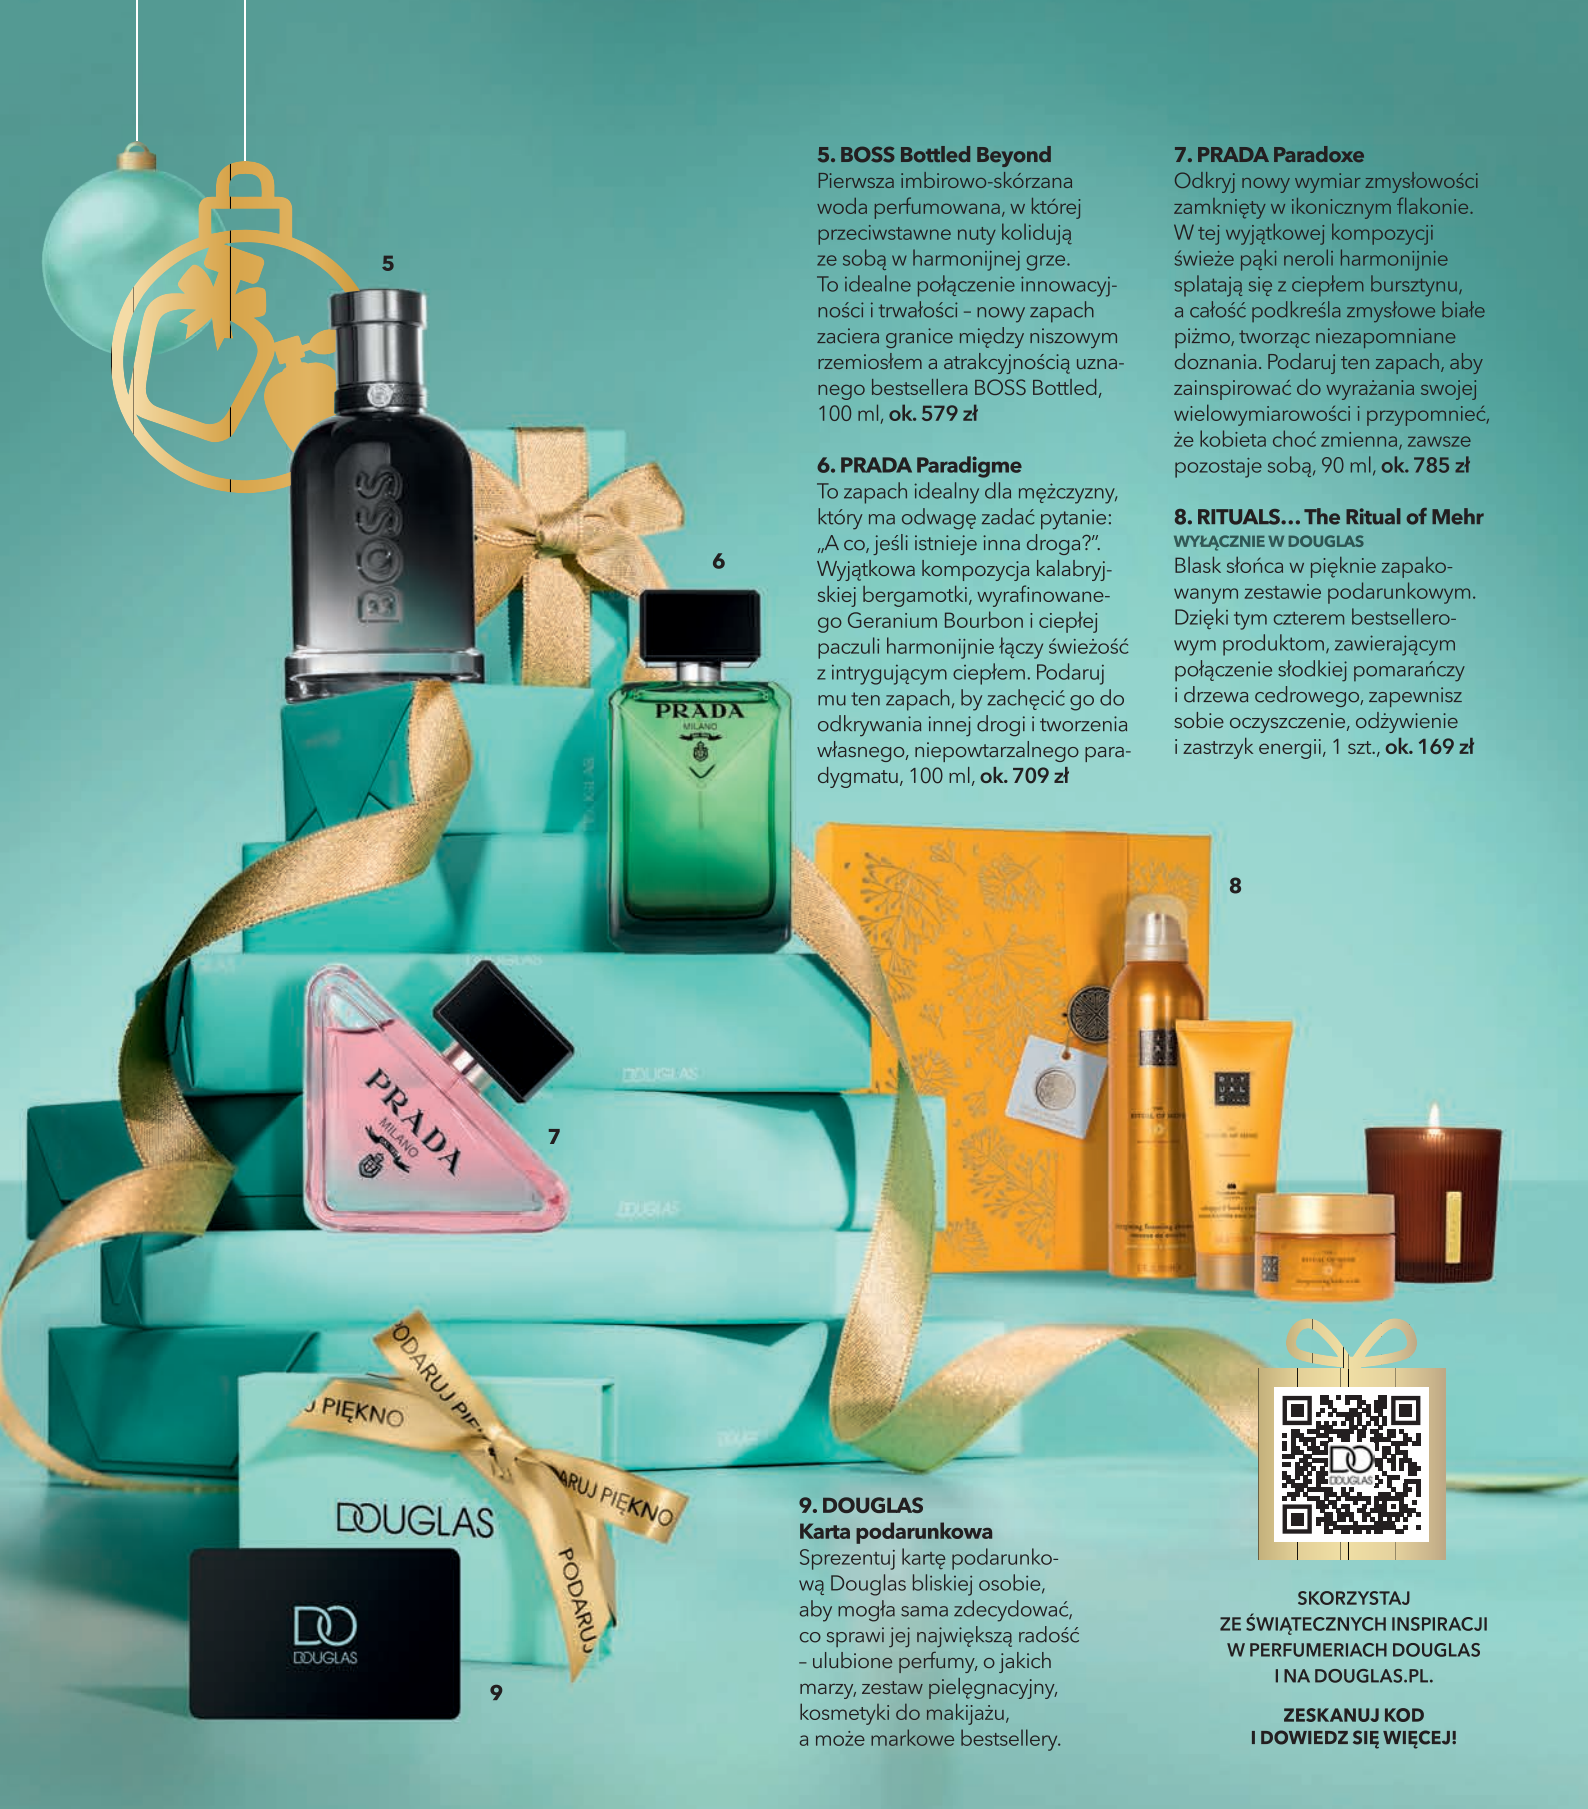 5
BOSS
6
PRADA
MILANO
DOUGLAS
DOUGLAS
7
PRADA
MILANO
DOUGLAS
8
RITUALS
PODARUJ PIĘKNO
DOUGLAS
PODARUJ
DO
DOUGLAS
9
5. BOSS Bottled Beyond
Pierwsza imbirowo-skórzana
woda perfumowana, w której
przeciwstawne nuty kolidują
ze sobą w harmonijnej grze.
To idealne połączenie innowacyj-
ności i trwałości – nowy zapach
zaciera granice między niszowym
rzemiosłem a atrakcyjnością uzna-
nego bestsellera BOSS Bottled,
100 ml, ok. 579 zł
6. PRADA Paradigme
To zapach idealny dla mężczyzny,
który ma odwagę zadać pytanie:
„A co, jeśli istnieje inna droga?”.
Wyjątkowa kompozycja kalabryj-
skiej bergamotki, wyrafinowane-
go Geranium Bourbon i ciepłej
paczuli harmonijnie łączy świeżość
z intrygującym ciepłem. Podaruj
mu ten zapach, by zachęcić go do
odkrywania innej drogi i tworzenia
własnego, niepowtarzalnego para-
dygmatu, 100 ml, ok. 709 zł
7. PRADA Paradoxe
Odkryj nowy wymiar zmysłowości
zamknięty w ikonicznym flakonie.
W tej wyjątkowej kompozycji
świeże pąki neroli harmonijnie
splatają się z ciepłem bursztynu,
a całość podkreśla zmysłowe białe
piżmo, tworząc niezapomniane
doznania. Podaruj ten zapach, aby
zainspirować do wyrażania swojej
wielowymiarowości i przypomnieć,
że kobieta choć zmienna, zawsze
pozostaje sobą, 90 ml, ok. 785 zł
8. RITUALS... The Ritual of Mehr
WYŁĄCZNIE W DOUGLAS
Blask słońca w pięknie zapako-
wanym zestawie podarunkowym.
Dzięki tym czterem bestsellero-
wym produktom, zawierającym
połączenie słodkiej pomarańczy
i drzewa cedrowego, zapewnisz
sobie oczyszczenie, odżywienie
i zastrzyk energii, 1 szt., ok. 169 zł
9. DOUGLAS
Karta podarunkowa
Sprezentuj kartę podarunko-
wą Douglas bliskiej osobie,
aby mogła sama zdecydować,
co sprawi jej największą radość
– ulubione perfumy, o jakich
marzy, zestaw pielęgnacyjny,
kosmetyki do makijażu,
a może markowe bestsellery.
DO
DOUGLAS
SKORZYSTAJ
ZE ŚWIĄTECZNYCH INSPIRACJI
W PERFUMERIACH DOUGLAS
I NA DOUGLAS.PL.
ZESKANUJ KOD
I DOWIEDZ SIĘ WIĘCEJ!